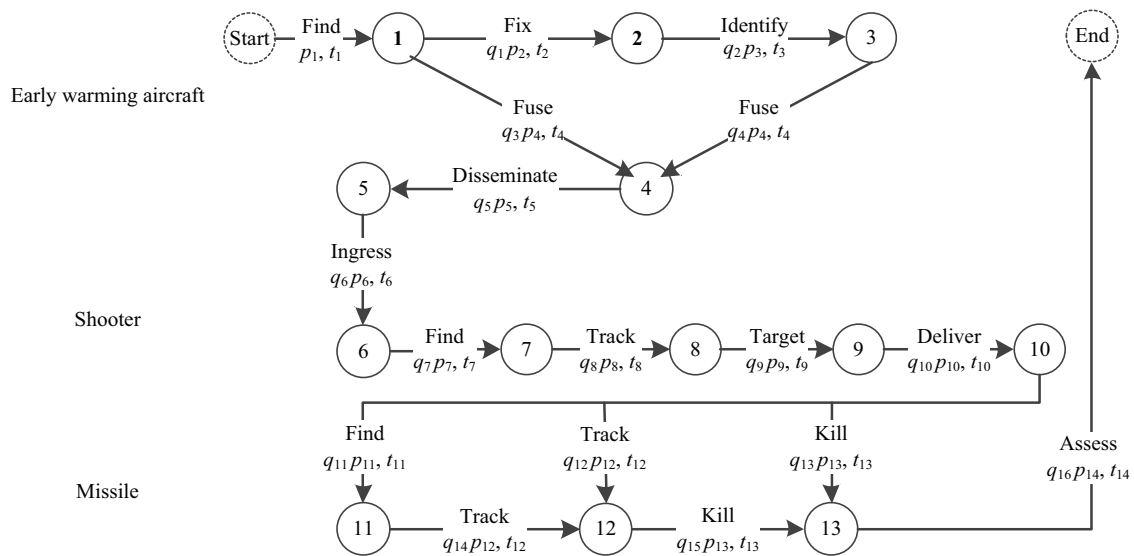 Start
Find
p1, t1
1
Fix
q1p2, t2
2
Identify
q2p3, t3
3
End
Early warming aircraft
Fuse
q3p4, t4
Fuse
q4p4, t4
5
Disseminate
q5p5, t5
4
Ingress
q6p6, t6
Shooter
6
Find
q7p7, t7
7
Track
q8p8, t8
8
Target
q9p9, t9
9
Deliver
q10p10, t10
10
Find
q11p11, t11
Track
q12p12, t12
Kill
q13p13, t13
Assess
q16p14, t14
Missile
11
Track
q14p12, t12
12
Kill
q15p13, t13
13